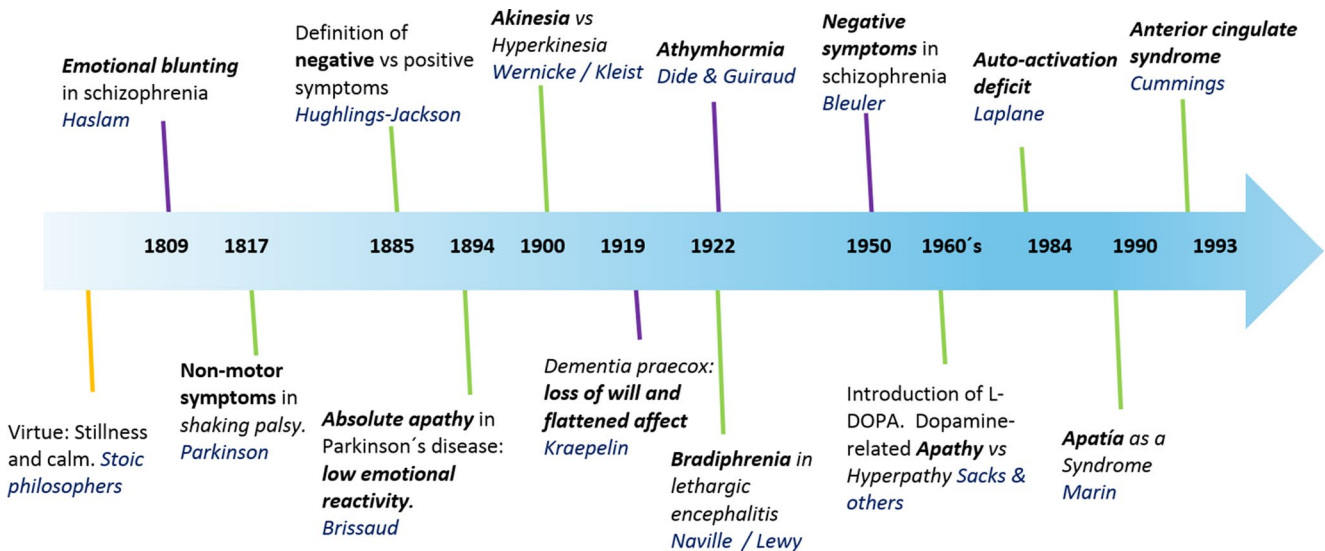 Emotional blunting
in schizophrenia
Haslam
Definition of
negative vs positive
symptoms
Hughlings-Jackson
Akinesia vs
Hyperkinesia
Wernicke / Kleist
Athymhormia
Dide & Guiraud
Negative
symptoms in
schizophrenia
Bleuler
Auto-activation
deficit
Laplane
Anterior cingulate
syndrome
Cummings
1809
1817
1885
1894
1900
1919
1922
1950
1960´s
1984
1990
1993
Virtue: Stillness
and calm. Stoic
philosophers
Non-motor
symptoms in
shaking palsy.
Parkinson
Absolute apathy in
Parkinson´s disease:
low emotional
reactivity.
Brissaud
Dementia praecox:
loss of will and
flattened affect
Kraepelin
Bradiphrenia in
lethargic
encephalitis
Naville / Lewy
Introduction of L-
DOPA. Dopamine-
related Apathy vs
Hyperpathy Sacks &
others
Apatía as a
Syndrome
Marin